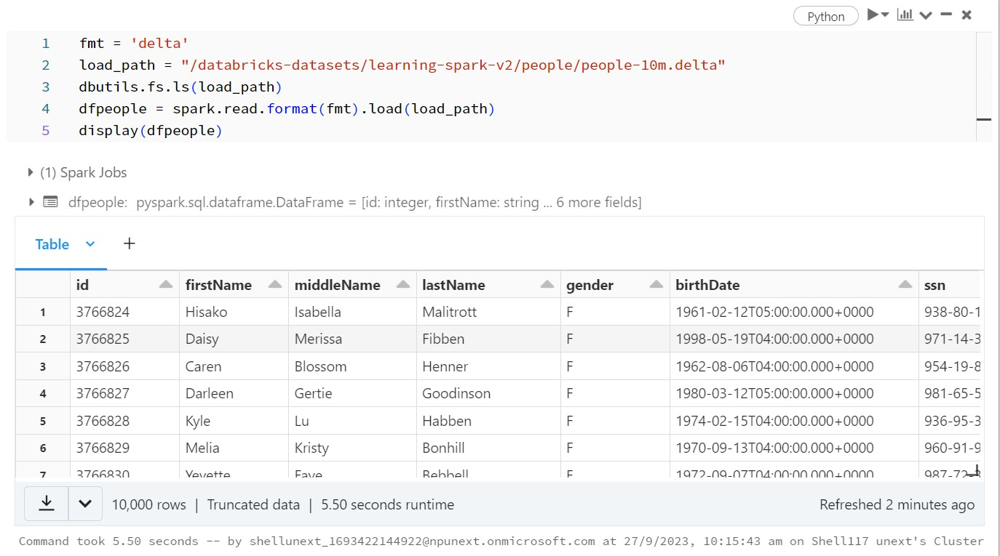 Python
1 fmt = 'delta'
2 load_path = "/databricks-datasets/learning-spark-v2/people/people-10m.delta"
3 dbutils.fs.ls(load_path)
4 dfpeople = spark.read.format(fmt).load(load_path)
5 display(dfpeople)
(1) Spark Jobs
dfpeople: pyspark.sql.dataframe.DataFrame = [id: integer, firstName: string ... 6 more fields]
Table +
id firstName middleName lastName gender birthDate ssn
1 3766824 Hisako Isabella Malitrott F 1961-02-12T05:00:00.000+0000 938-80-1
2 3766825 Daisy Merissa Fibben F 1998-05-19T04:00:00.000+0000 971-14-3
3 3766826 Caren Blossom Henner F 1962-08-06T04:00:00.000+0000 954-19-8
4 3766827 Darleen Gertie Goodinson F 1980-03-12T05:00:00.000+0000 981-65-5
5 3766828 Kyle Lu Habben F 1974-02-15T04:00:00.000+0000 936-95-3
6 3766829 Melia Kristy Bonhill F 1970-09-13T04:00:00.000+0000 960-91-9
7 3766830 Yevette Faye Bebbell F 1972-09-07T04:00:00.000+0000 987-72-3
10,000 rows | Truncated data | 5.50 seconds runtime Refreshed 2 minutes ago
Command took 5.50 seconds -- by shellunext_1693422144922@npunext.onmicrosoft.com at 27/9/2023, 10:15:43 am on Shell117 unext's Cluster